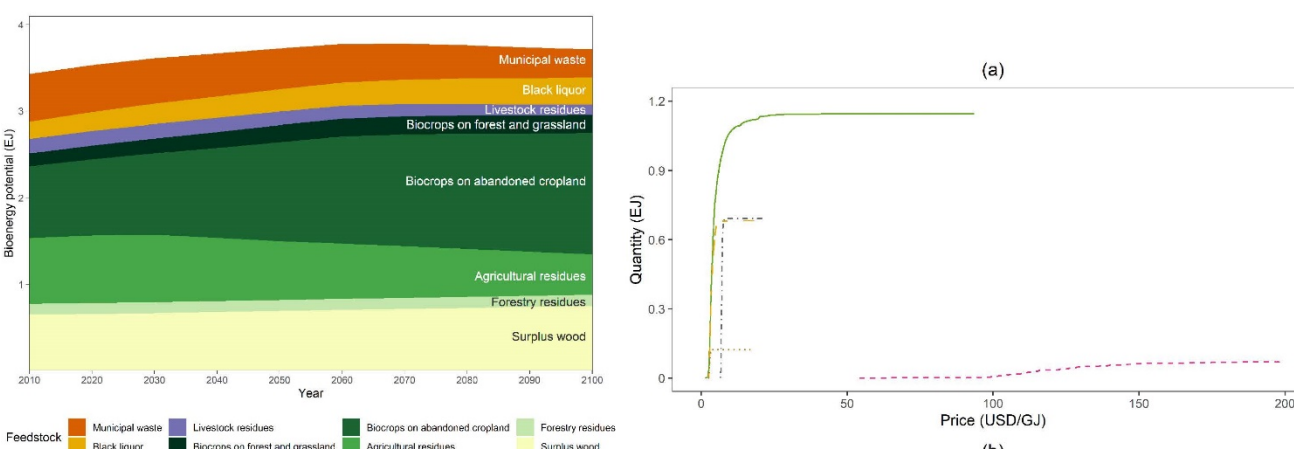 4
3
2
1
Bioenergy potential (EJ)
Municipal waste
Black liquor
Livestock residues
Biocrops on forest and grassland
Biocrops on abandoned cropland
Agricultural residues
Forestry residues
Surplus wood
2010 2220 2030 2040 2050 2060 2070 2080 2090 2100
Year
Feedstock
Municipal waste Livestock residues Biocrops on abandoned cropland Forestry residues
Black liquor Biocrops on forest and grassland Agricultural residues Surplus wood
(a)
1.2
0.9
0.6
0.3
0
Quantity (EJ)
0 50 100 150 200
Price (USD/GJ)
(b)